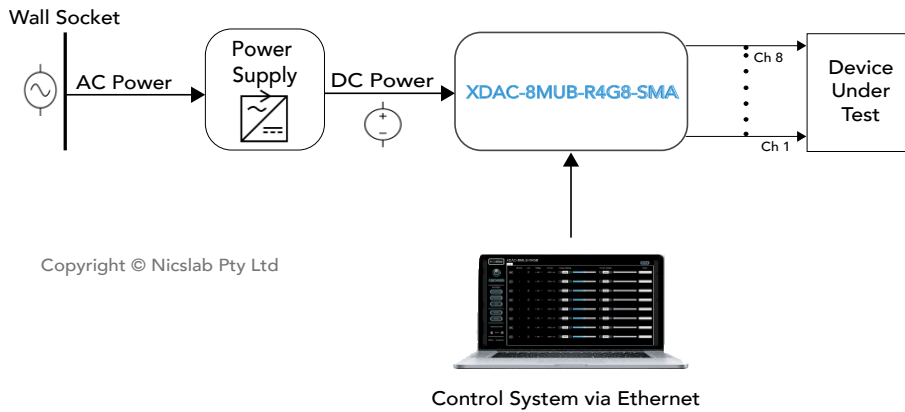 Wall Socket
AC Power
Power
Supply
DC Power
XDAC-8MUB-R4G8-SMA
Ch 8
Ch 1
Device
Under
Test
Copyright © Nicslab Pty Ltd
Control System via Ethernet